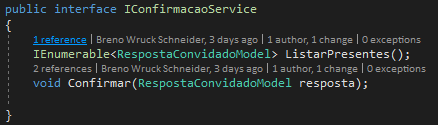 public interface IConfirmacaoService
{
1 reference | Breno Wruck Schneider, 3 days ago | 1 author, 1 change | 0 exceptions
IEnumerable<RespostaConvidadoModel> ListarPresentes();
2 references | Breno Wruck Schneider, 3 days ago | 1 author, 1 change | 0 exceptions
void Confirmar(RespostaConvidadoModel resposta);
}